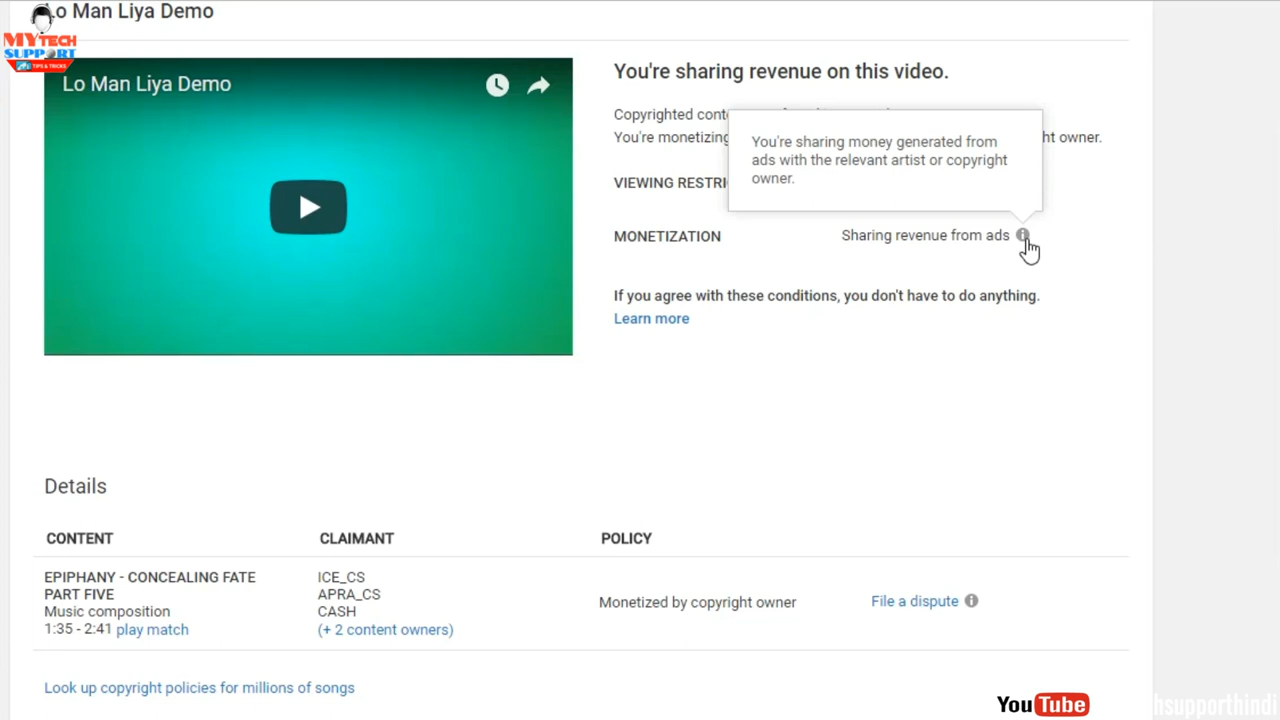 Lo Man Liya Demo
MY TECH
SUPPORT
TIPS & TRICKS
Lo Man Liya Demo
You're sharing revenue on this video.
Copyrighted cont
You're monetizing
ht owner.
You're sharing money generated from
ads with the relevant artist or copyright
owner.
VIEWING RESTRI
MONETIZATION
Sharing revenue from ads
If you agree with these conditions, you don't have to do anything.
Learn more
Details
CONTENT CLAIMANT POLICY
EPIPHANY - CONCEALING FATE
PART FIVE
Music composition
1:35 - 2:41 play match
ICE_CS
APRA_CS
CASH
(+ 2 content owners)
Monetized by copyright owner
File a dispute
Look up copyright policies for millions of songs
YouTube
hsupporthindi